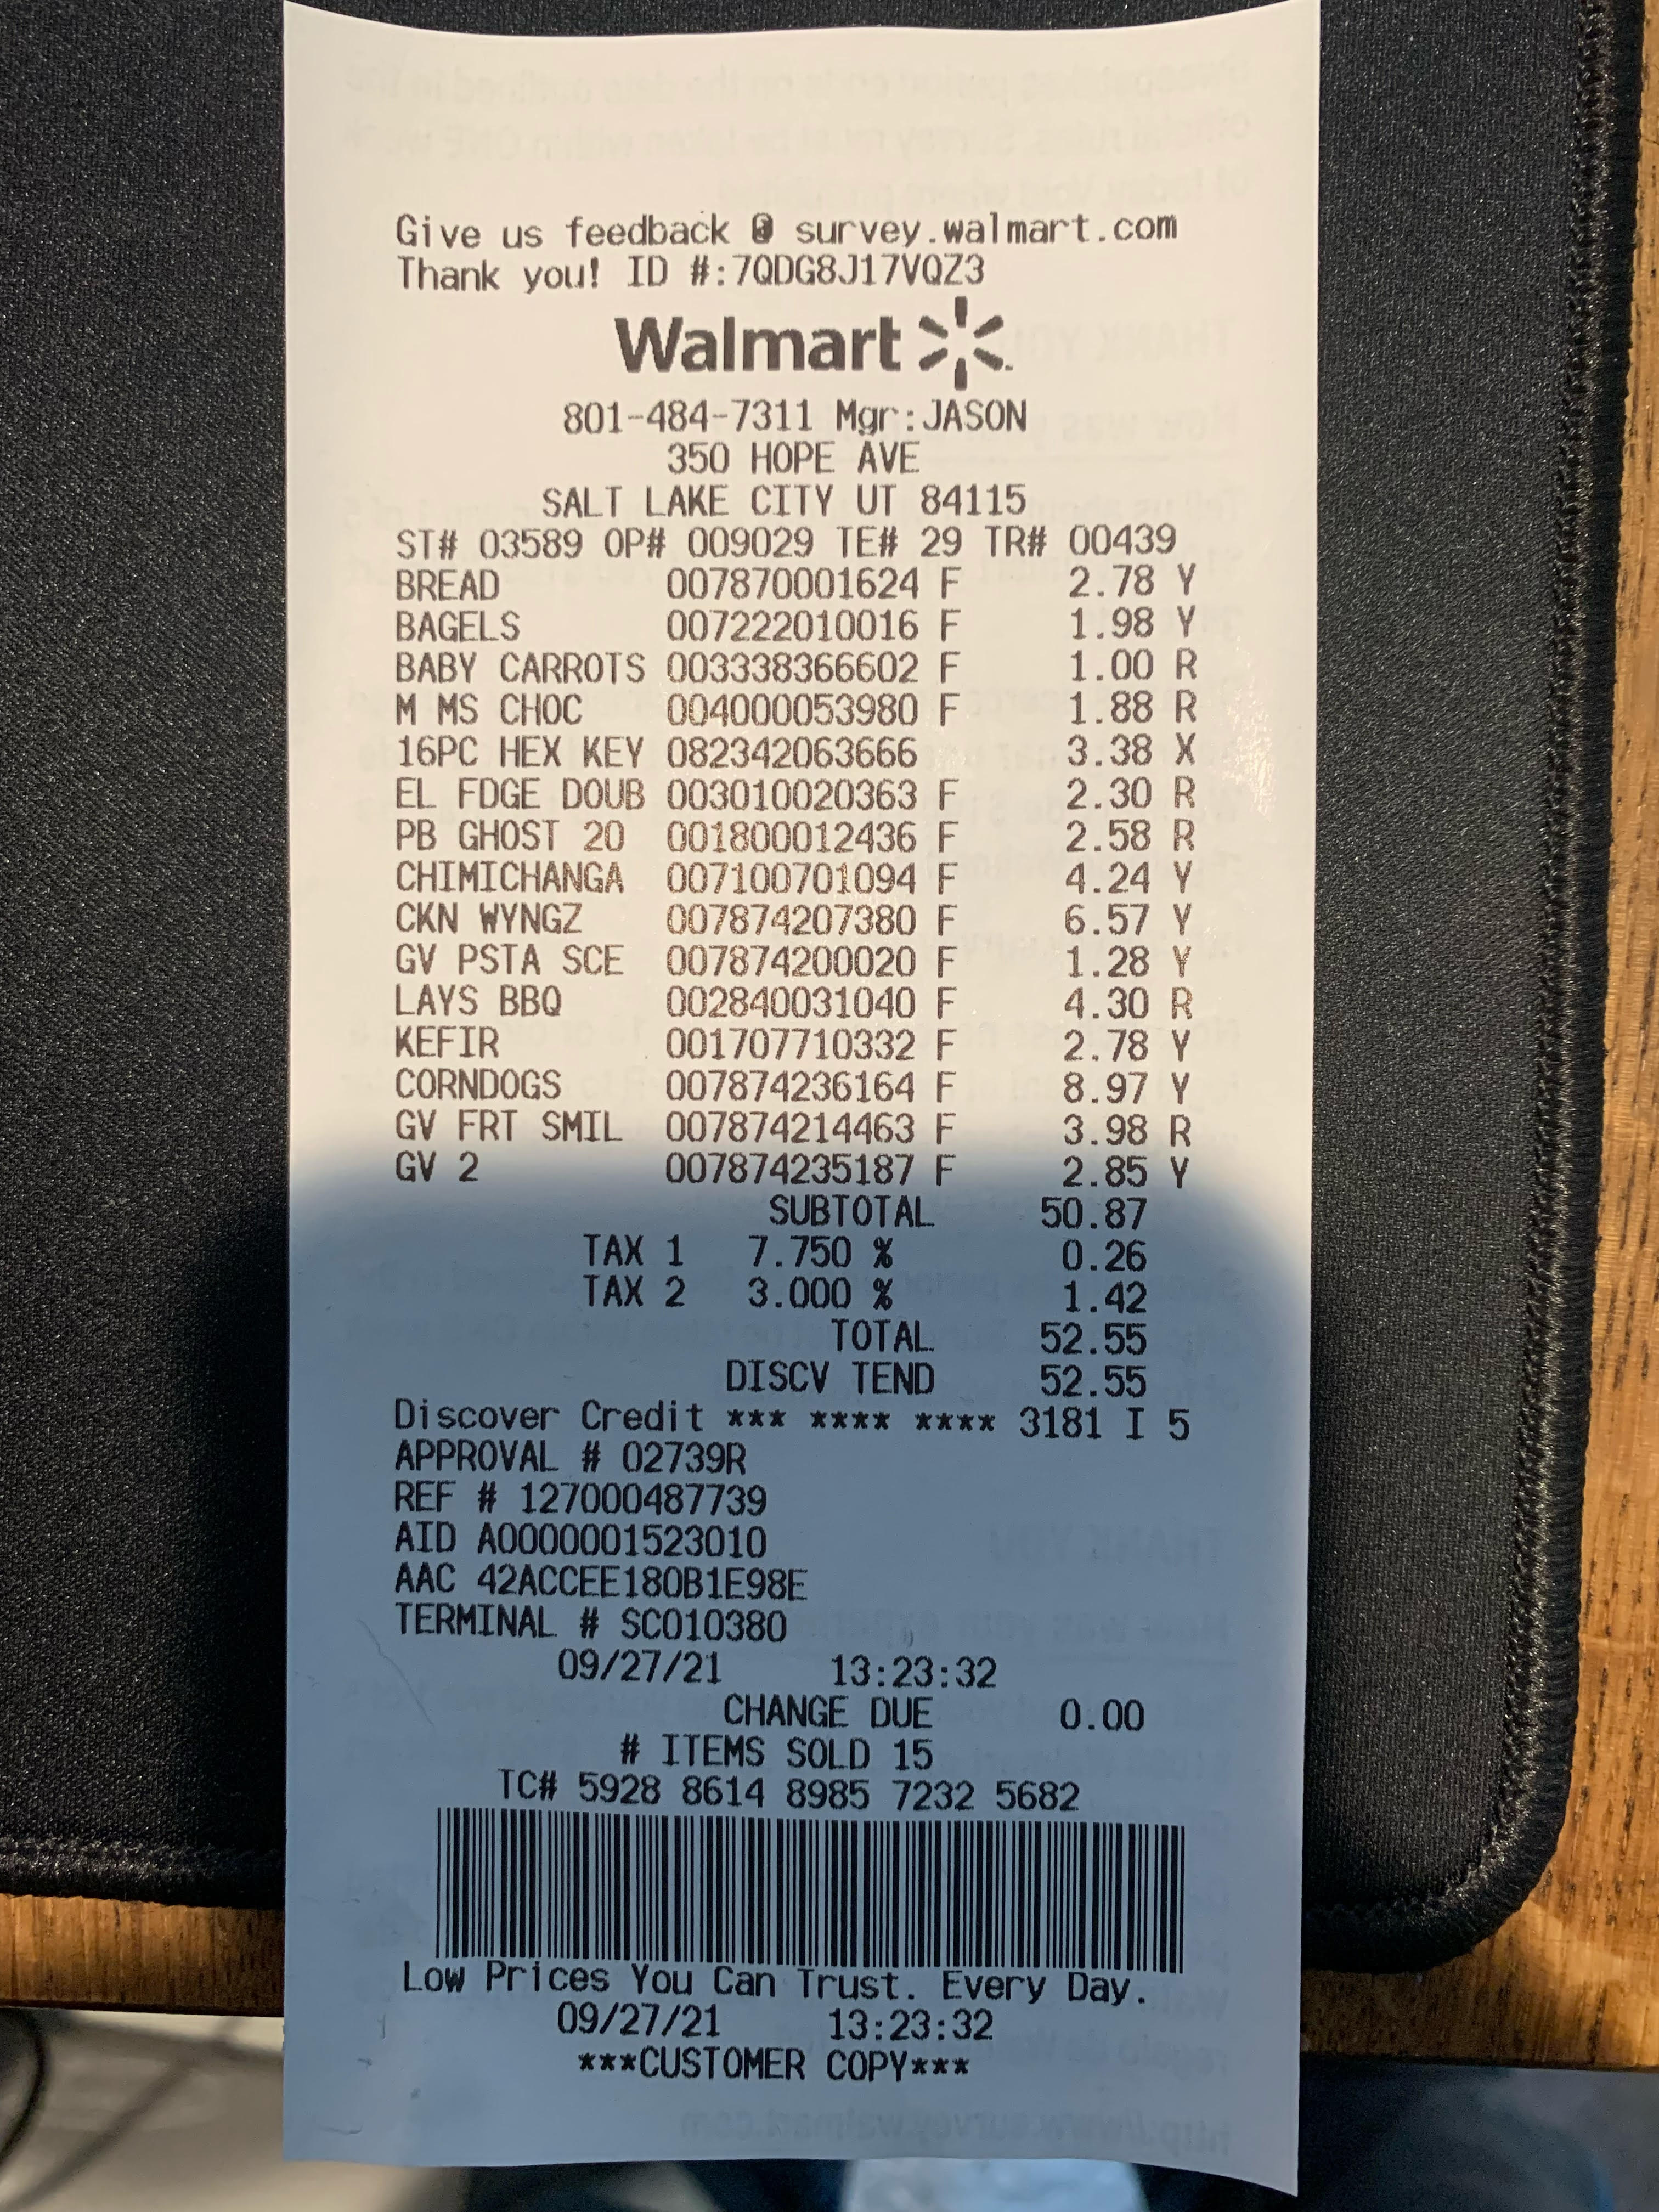 Give us feedback @ survey.walmart.com
Thank you! ID #:7QDG8J17VQZ3
Walmart
801-484-7311 Mgr:JASON
350 HOPE AVE
SALT LAKE CITY UT 84115
ST# 03589 OP# 009029 TE# 29 TR# 00439
BREAD 007870001624 F 2.78 Y
BAGELS 007222010016 F 1.98 Y
BABY CARROTS 003338366602 F 1.00 R
M MS CHOC 004000053980 F 1.88 R
16PC HEX KEY 082342063666 3.38 X
EL FDGE DOUB 003010020363 F 2.30 R
PB GHOST 20 001800012436 F 2.58 R
CHIMICHANGA 007100701094 F 4.24 Y
CKN WYNGZ 007874207380 F 6.57 Y
GV PSTA SCE 007874200020 F 1.28 Y
LAYS BBQ 002840031040 F 4.30 R
KEFIR 001707710332 F 2.78 Y
CORNDOGS 007874236164 F 8.97 Y
GV FRT SMIL 007874214463 F 3.98 R
GV 2 007874235187 F 2.85 Y
SUBTOTAL 50.87
TAX 1 7.750 % 0.26
TAX 2 3.000 % 1.42
TOTAL 52.55
DISCV TEND 52.55
Discover Credit *** **** **** 3181 I 5
APPROVAL # 02739R
REF # 127000487739
AID A0000001523010
AAC 42ACCEE180B1E98E
TERMINAL # SC010380
09/27/21 13:23:32
CHANGE DUE 0.00
# ITEMS SOLD 15
TC# 5928 8614 8985 7232 5682
Low Prices You Can Trust. Every Day.
09/27/21 13:23:32
***CUSTOMER COPY***